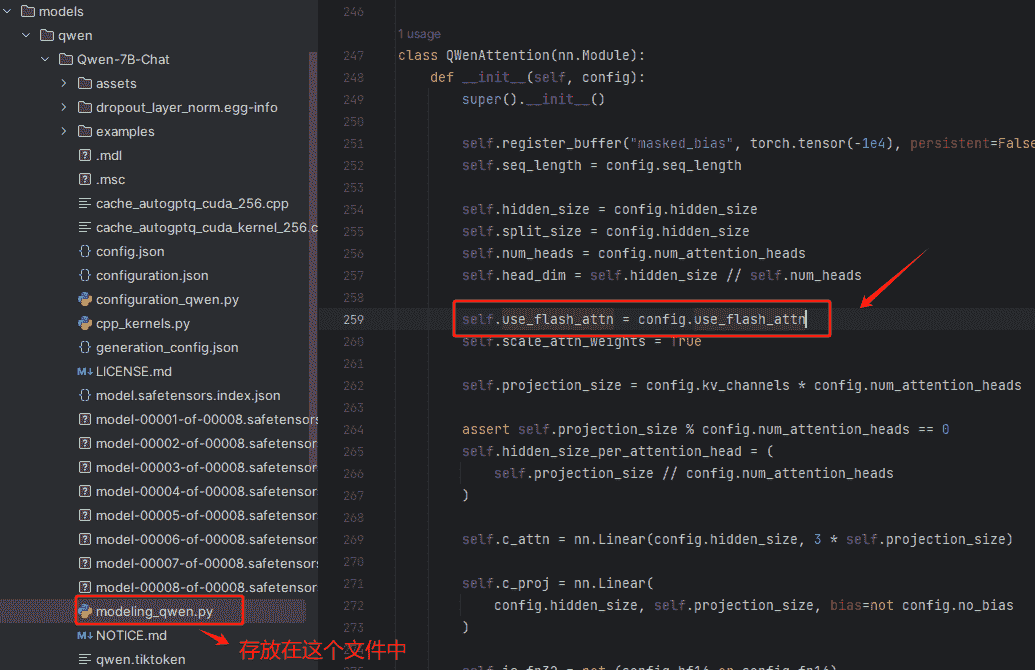 models
qwen
Qwen-7B-Chat
assets
dropout_layer_norm.egg-info
examples
.mdl
.msc
cache_autogptq_cuda_256.cpp
cache_autogptq_cuda_kernel_256.c
config.json
configuration.json
configuration_qwen.py
cpp_kernels.py
generation_config.json
M↓ LICENSE.md
model.safetensors.index.json
model-00001-of-00008.safetensors
model-00002-of-00008.safetensor
model-00003-of-00008.safetensor
model-00004-of-00008.safetensor
model-00005-of-00008.safetensor
model-00006-of-00008.safetensor
model-00007-of-00008.safetensors
model-00008-of-00008.safetensor
modeling_qwen.py
M↓ NOTICE.md
qwen.tiktoken
存放在这个文件中
246
1 usage
247 class QWenAttention(nn.Module):
248 def __init__(self, config):
249 super().__init__()
250
251 self.register_buffer("masked_bias", torch.tensor(-1e4), persistent=False
252 self.seq_length = config.seq_length
253
254 self.hidden_size = config.hidden_size
255 self.split_size = config.hidden_size
256 self.num_heads = config.num_attention_heads
257 self.head_dim = self.hidden_size // self.num_heads
258
259 self.use_flash_attn = config.use_flash_attn
260 self.scale_attn_weights = True
261
262 self.projection_size = config.kv_channels * config.num_attention_heads
263
264 assert self.projection_size % config.num_attention_heads == 0
265 self.hidden_size_per_attention_head = (
266 self.projection_size // config.num_attention_heads
267 )
268
269 self.c_attn = nn.Linear(config.hidden_size, 3 * self.projection_size)
270
271 self.c_proj = nn.Linear(
272 config.hidden_size, self.projection_size, bias=not config.no_bias
273 )
self.is_fp32 = not (config.bf16 or config.fp16)